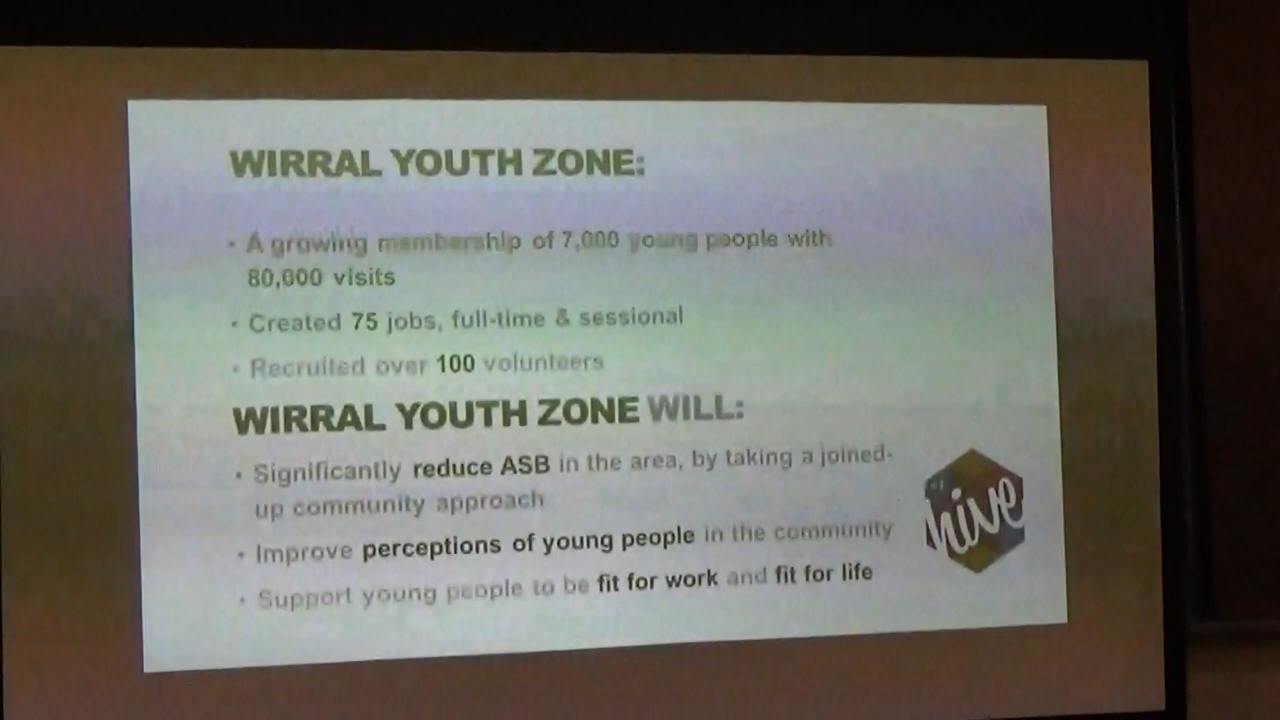 WIRRAL YOUTH ZONE:
• A growing membership of 7,000 young people with
80,000 visits
• Created 75 jobs, full-time & sessional
• Recruited over 100 volunteers
WIRRAL YOUTH ZONE WILL:
• Significantly reduce ASB in the area, by taking a joined-
up community approach
• Improve perceptions of young people in the community
• Support young people to be fit for work and fit for life
hive